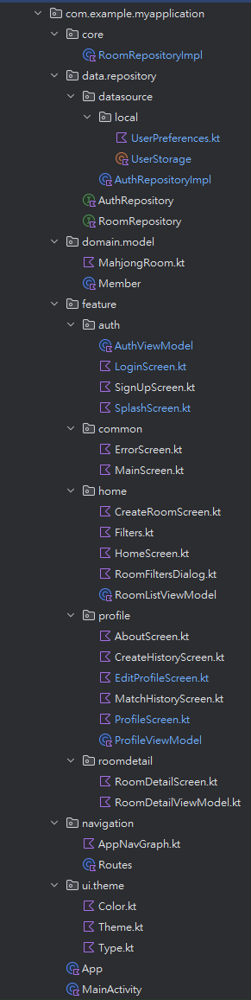 com.example.myapplication
core
RoomRepositoryImpl
data.repository
datasource
local
UserPreferences.kt
UserStorage
AuthRepositoryImpl
AuthRepository
RoomRepository
domain.model
MahjongRoom.kt
Member
feature
auth
AuthViewModel
LoginScreen.kt
SignUpScreen.kt
SplashScreen.kt
common
ErrorScreen.kt
MainScreen.kt
home
CreateRoomScreen.kt
Filters.kt
HomeScreen.kt
RoomFiltersDialog.kt
RoomListViewModel
profile
AboutScreen.kt
CreateHistoryScreen.kt
EditProfileScreen.kt
MatchHistoryScreen.kt
ProfileScreen.kt
ProfileViewModel
roomdetail
RoomDetailScreen.kt
RoomDetailViewModel.kt
navigation
AppNavGraph.kt
Routes
ui.theme
Color.kt
Theme.kt
Type.kt
App
MainActivity